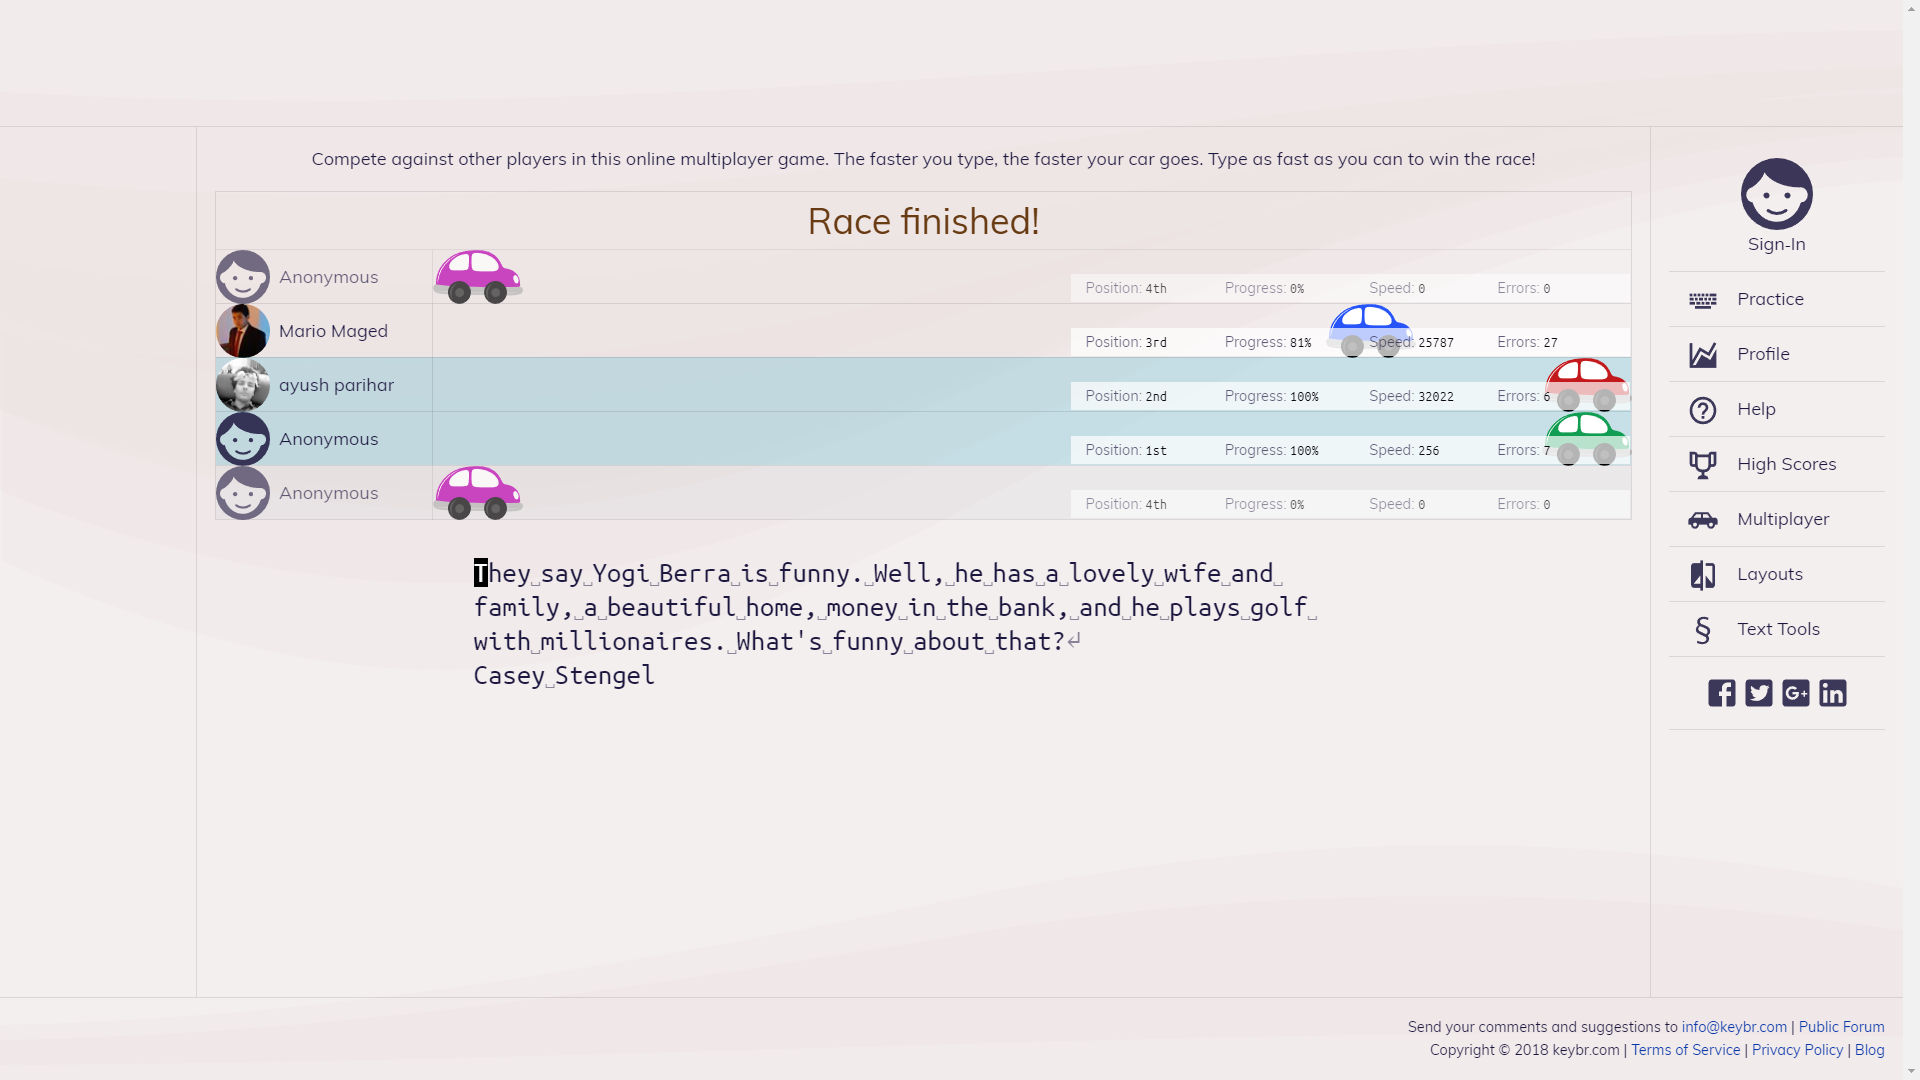 Compete against other players in this online multiplayer game. The faster you type, the faster your car goes. Type as fast as you can to win the race!
Race finished!
Anonymous Position: 4th Progress: 0% Speed: 0 Errors: 0
Mario Maged Position: 3rd Progress: 81% Speed: 25787 Errors: 27
ayush parihar Position: 2nd Progress: 100% Speed: 32022 Errors: 6
Anonymous Position: 1st Progress: 100% Speed: 256 Errors: 7
Anonymous Position: 4th Progress: 0% Speed: 0 Errors: 0
They␣say␣Yogi␣Berra␣is␣funny.␣Well,␣he␣has␣a␣lovely␣wife␣and␣
family,␣a␣beautiful␣home,␣money␣in␣the␣bank,␣and␣he␣plays␣golf␣
with␣millionaires.␣What's␣funny␣about␣that?↵
Casey␣Stengel
Sign-In
Practice
Profile
Help
High Scores
Multiplayer
Layouts
§ Text Tools
Send your comments and suggestions to info@keybr.com | Public Forum
Copyright © 2018 keybr.com | Terms of Service | Privacy Policy | Blog